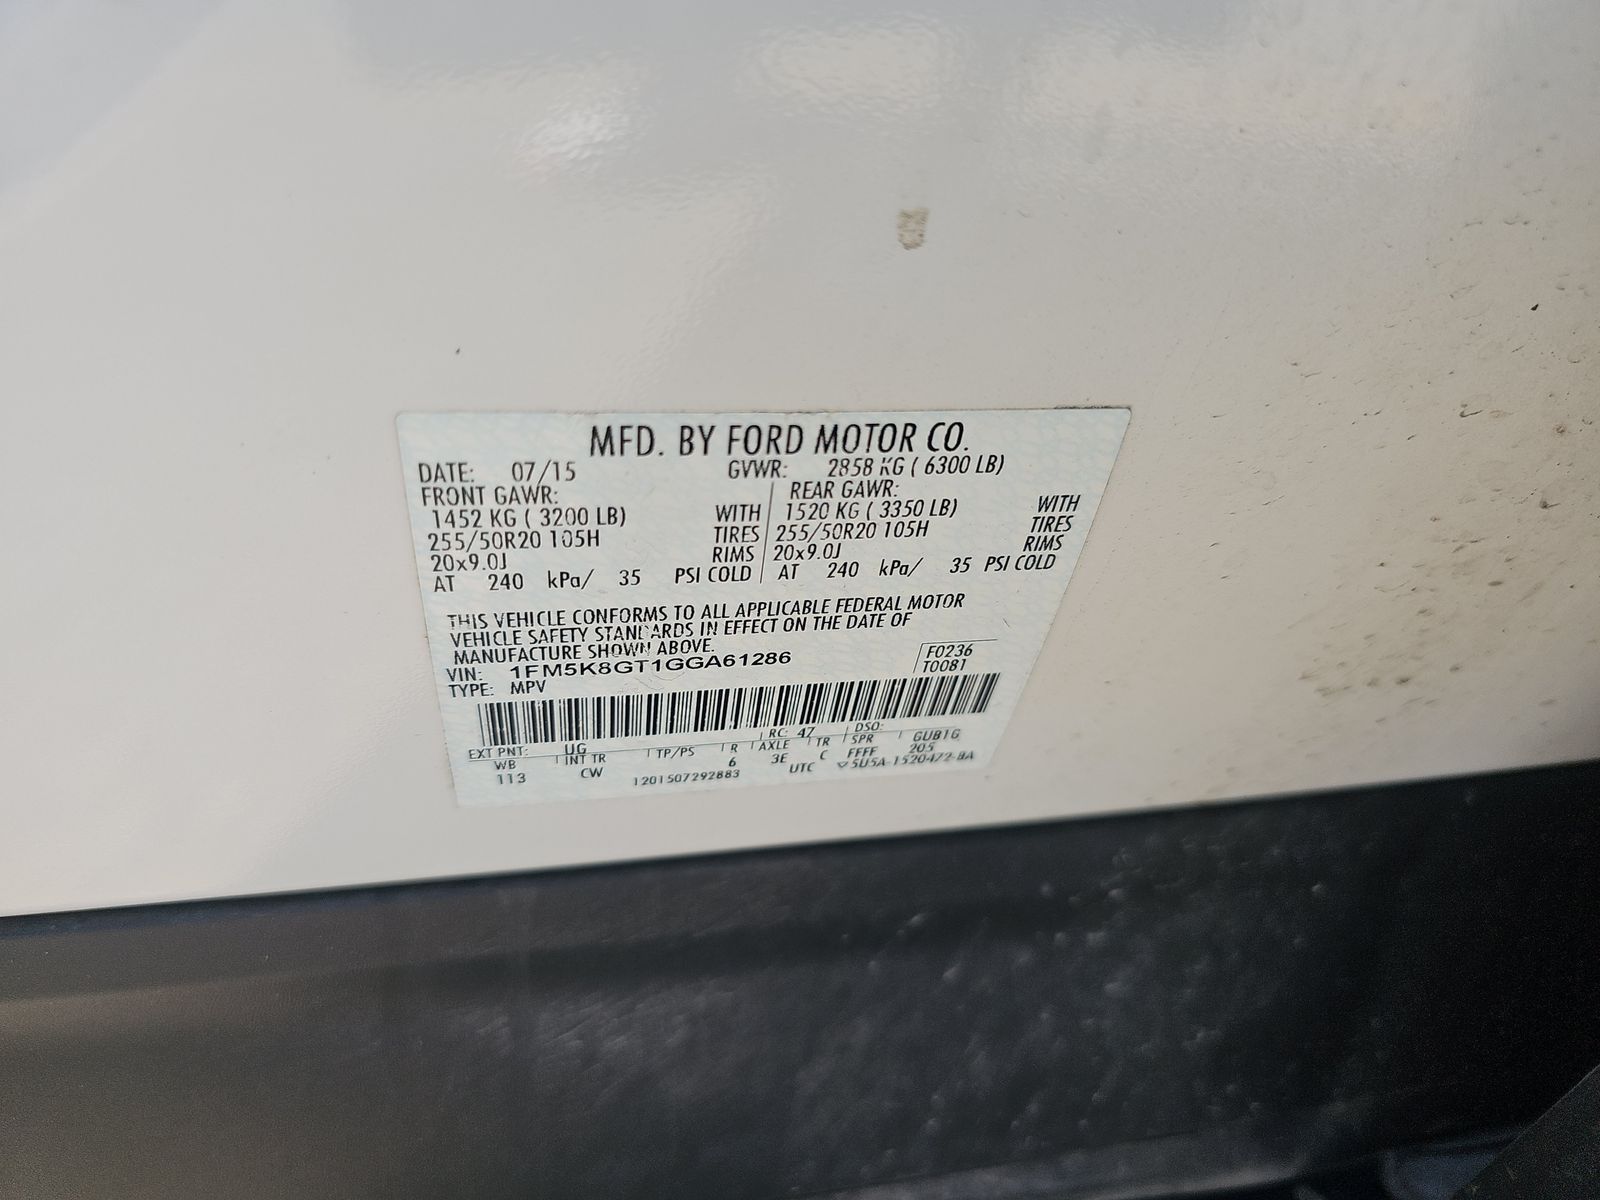 MFD. BY FORD MOTOR CO.
DATE: 07/15 GVWR: 2858 KG ( 6300 LB)
FRONT GAWR: REAR GAWR:
1452 KG ( 3200 LB) WITH 1520 KG ( 3350 LB) WITH
255/50R20 105H TIRES 255/50R20 105H TIRES
20x9.0J RIMS 20x9.0J RIMS
AT 240 kPa/ 35 PSI COLD AT 240 kPa/ 35 PSI COLD
THIS VEHICLE CONFORMS TO ALL APPLICABLE FEDERAL MOTOR
VEHICLE SAFETY STANDARDS IN EFFECT ON THE DATE OF
MANUFACTURE SHOWN ABOVE.
VIN: 1FM5K8GT1GGA61286 F0236
TYPE: MPV T0081
EXT PNT: UG RC: 47 DSO:
WB INT TR TP/PS R AXLE TR SPR GUB1G
113 CW 6 3E C FFFF 205
1201507292883 UTC ▽5U5A-1520472-BA